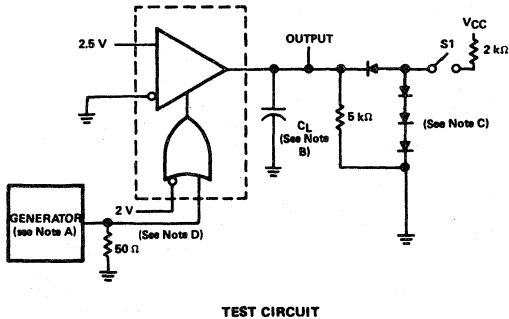 VCC
OUTPUT
S1
2.5 V
2 kΩ
CL
(See Note
B)
5 kΩ
(See Note C)
GENERATOR
(see Note A)
2 V
(See Note D)
50 Ω
TEST CIRCUIT